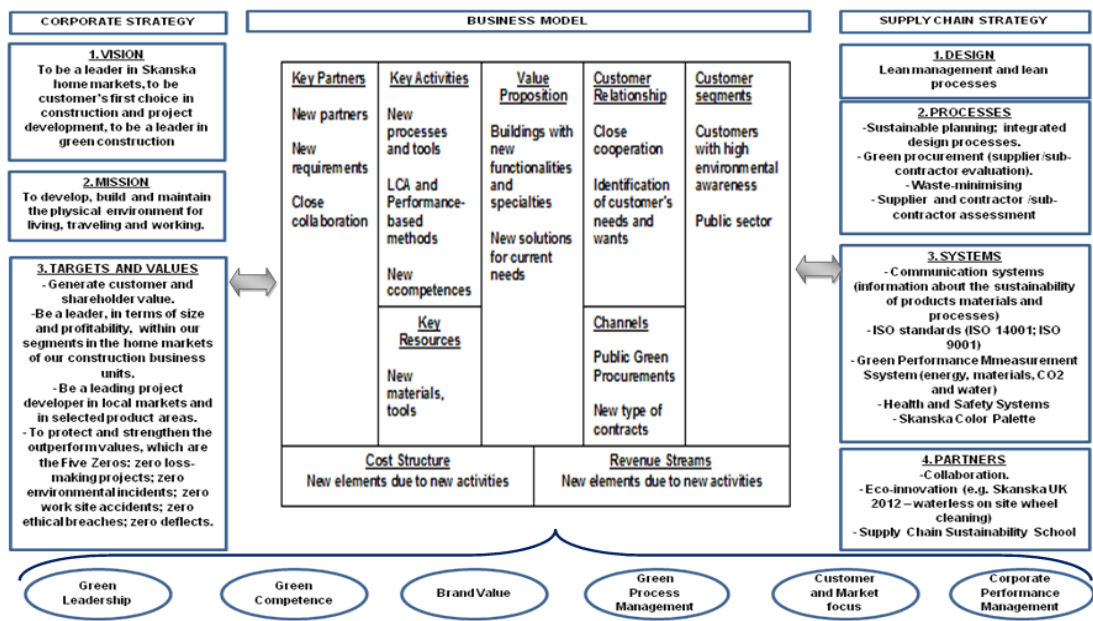 CORPORATE STRATEGY
1. VISION
To be a leader in Skanska
home markets, to be
customer's first choice in
construction and project
development, to be a leader in
green construction
2. MISSION
To develop, build and maintain
the physical environment for
living, traveling and working.
3. TARGETS AND VALUES
- Generate customer and
shareholder value.
-Be a leader, in terms of size
and profitability, within our
segments in the home markets
of our construction business
units.
- Be a leading project
developer in local markets and
in selected product areas.
- To protect and strengthen the
outperform values, which are
the Five Zeros: zero loss-
making projects; zero
environmental incidents; zero
work site accidents; zero
ethical breaches; zero deflects.
BUSINESS MODEL
Key Partners
New partners
New
requirements
Close
collaboration
Key Activities
New
processes
and tools
LCA and
Performance-
based
methods
New
ccompetences
Key
Resources
New
materials,
tools
Value
Proposition
Buildings with
new
functionalities
and
specialties
New solutions
for current
needs
Customer
Relationship
Close
cooperation
Identification
of customer's
needs and
wants
Channels
Public Green
Procurements
New type of
contracts
Customer
segments
Customers
with high
environmental
awareness
Public sector
Cost Structure
New elements due to new activities
Revenue Streams
New elements due to new activities
SUPPLY CHAIN STRATEGY
1. DESIGN
Lean management and lean
processes
2. PROCESSES
-Sustainable planning; integrated
design processes.
- Green procurement (supplier/sub-
contractor evaluation).
- Waste-minimising
- Supplier and contractor /sub-
contractor assessment
3. SYSTEMS
- Communication systems
(information about the sustainability
of products materials and
processes)
- ISO standards (ISO 14001; ISO
9001)
- Green Performance Mmeasurement
Ssystem (energy, materials, CO2
and water)
- Health and Safety Systems
- Skanska Color Palette
4. PARTNERS
-Collaboration.
- Eco-innovation (e.g. Skanska UK
2012 – waterless on site wheel
cleaning)
- Supply Chain Sustainability School
Green
Leadership
Green
Competence
Brand Value
Green
Process
Management
Customer
and Market
focus
Corporate
Performance
Management